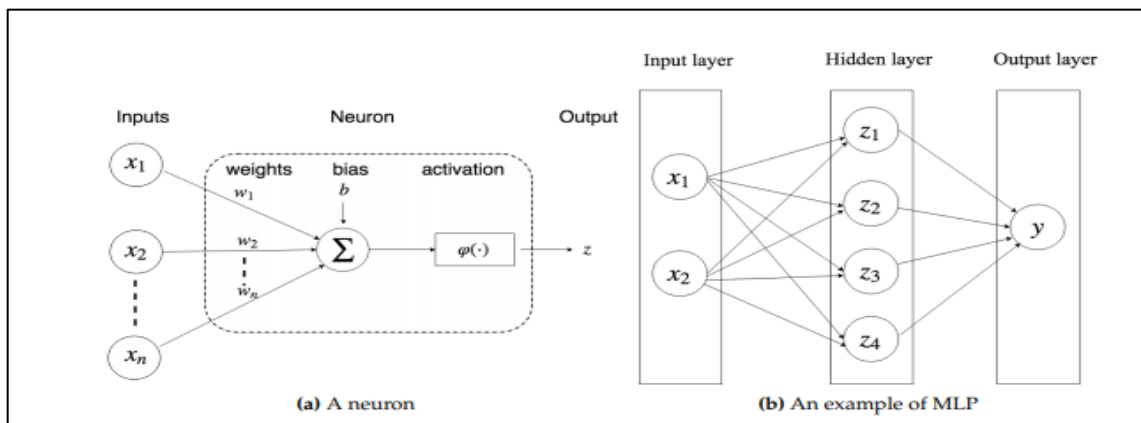 Inputs
Neuron
Output
x1
x2
xn
weights
bias
activation
w1
b
w2
wn
Σ
φ(·)
z
(a) A neuron
Input layer
Hidden layer
Output layer
x1
x2
z1
z2
z3
z4
y
(b) An example of MLP